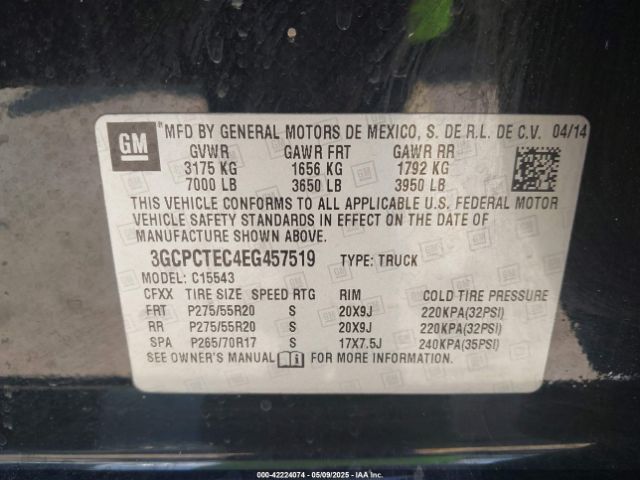 GM
MFD BY GENERAL MOTORS DE MEXICO, S. DE R.L. DE C.V. 04/14
GVWR GAWR FRT GAWR RR
3175 KG 1656 KG 1792 KG
7000 LB 3650 LB 3950 LB
THIS VEHICLE CONFORMS TO ALL APPLICABLE U.S. FEDERAL MOTOR
VEHICLE SAFETY STANDARDS IN EFFECT ON THE DATE OF
MANUFACTURE SHOWN ABOVE.
3GCPCTEC4EG457519 TYPE: TRUCK
MODEL: C15543
CFXX TIRE SIZE SPEED RTG RIM COLD TIRE PRESSURE
FRT P275/55R20 S 20X9J 220KPA(32PSI)
RR P275/55R20 S 20X9J 220KPA(32PSI)
SPA P265/70R17 S 17X7.5J 240KPA(35PSI)
SEE OWNER'S MANUAL FOR MORE INFORMATION.
000-42224074 - 05/09/2025 - IAA Inc.